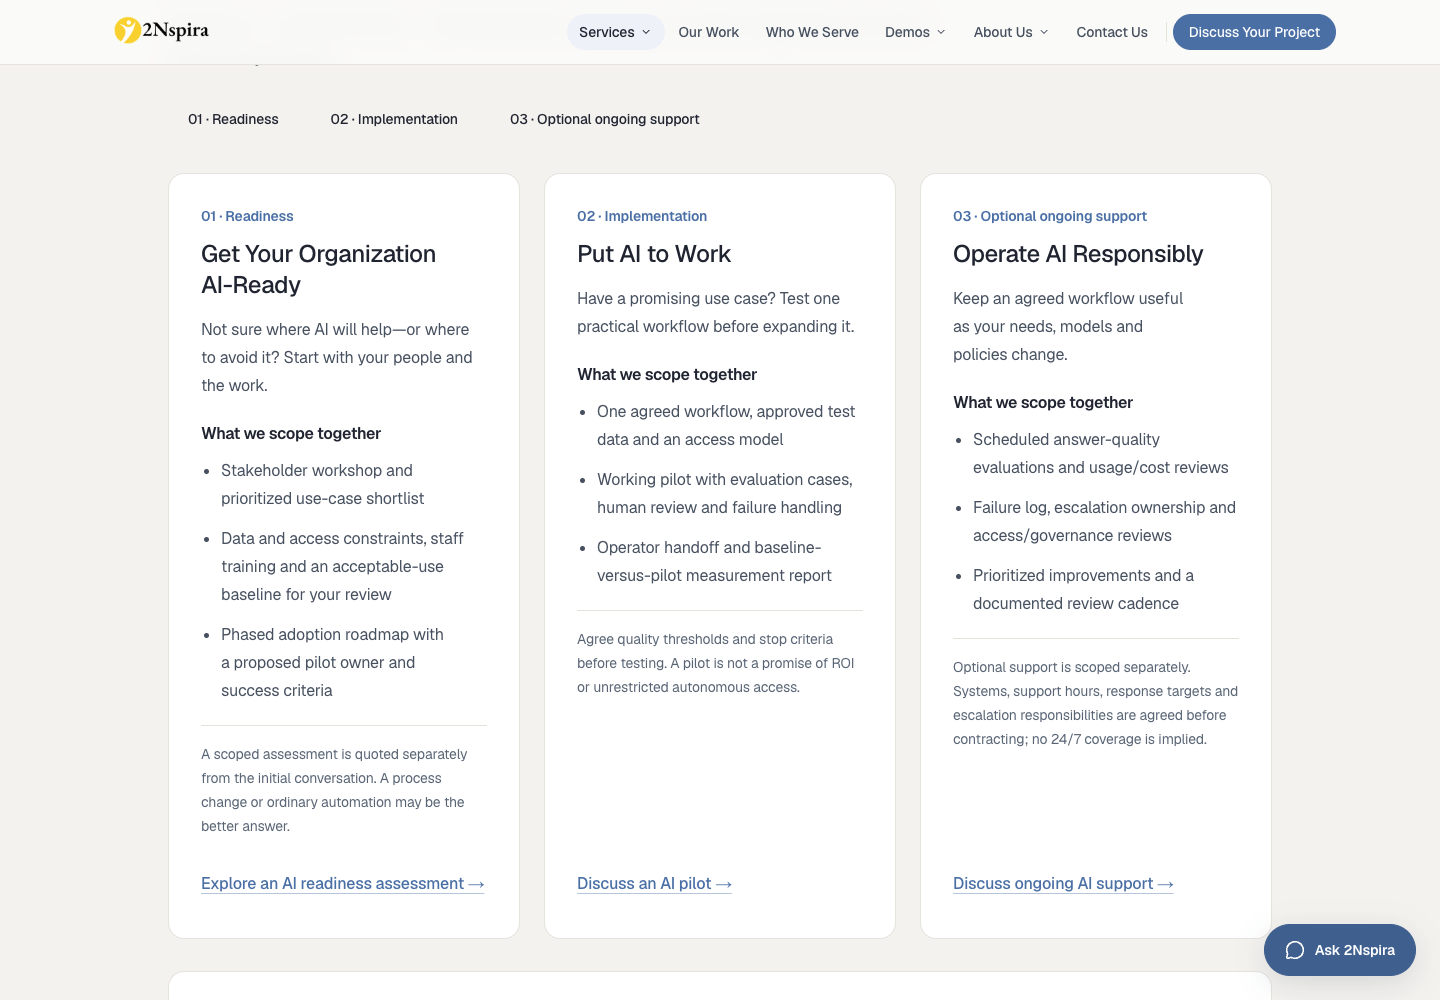 2Nspira
Services
Our Work
Who We Serve
Demos
About Us
Contact Us
Discuss Your Project
01 · Readiness
02 · Implementation
03 · Optional ongoing support
01 · Readiness
Get Your Organization
AI-Ready
Not sure where AI will help—or where
to avoid it? Start with your people and
the work.
What we scope together
• Stakeholder workshop and
prioritized use-case shortlist
• Data and access constraints, staff
training and an acceptable-use
baseline for your review
• Phased adoption roadmap with
a proposed pilot owner and
success criteria
A scoped assessment is quoted separately
from the initial conversation. A process
change or ordinary automation may be the
better answer.
Explore an AI readiness assessment →
02 · Implementation
Put AI to Work
Have a promising use case? Test one
practical workflow before expanding it.
What we scope together
• One agreed workflow, approved test
data and an access model
• Working pilot with evaluation cases,
human review and failure handling
• Operator handoff and baseline-
versus-pilot measurement report
Agree quality thresholds and stop criteria
before testing. A pilot is not a promise of ROI
or unrestricted autonomous access.
Discuss an AI pilot →
03 · Optional ongoing support
Operate AI Responsibly
Keep an agreed workflow useful
as your needs, models and
policies change.
What we scope together
• Scheduled answer-quality
evaluations and usage/cost reviews
• Failure log, escalation ownership and
access/governance reviews
• Prioritized improvements and a
documented review cadence
Optional support is scoped separately.
Systems, support hours, response targets and
escalation responsibilities are agreed before
contracting; no 24/7 coverage is implied.
Discuss ongoing AI support →
Ask 2Nspira